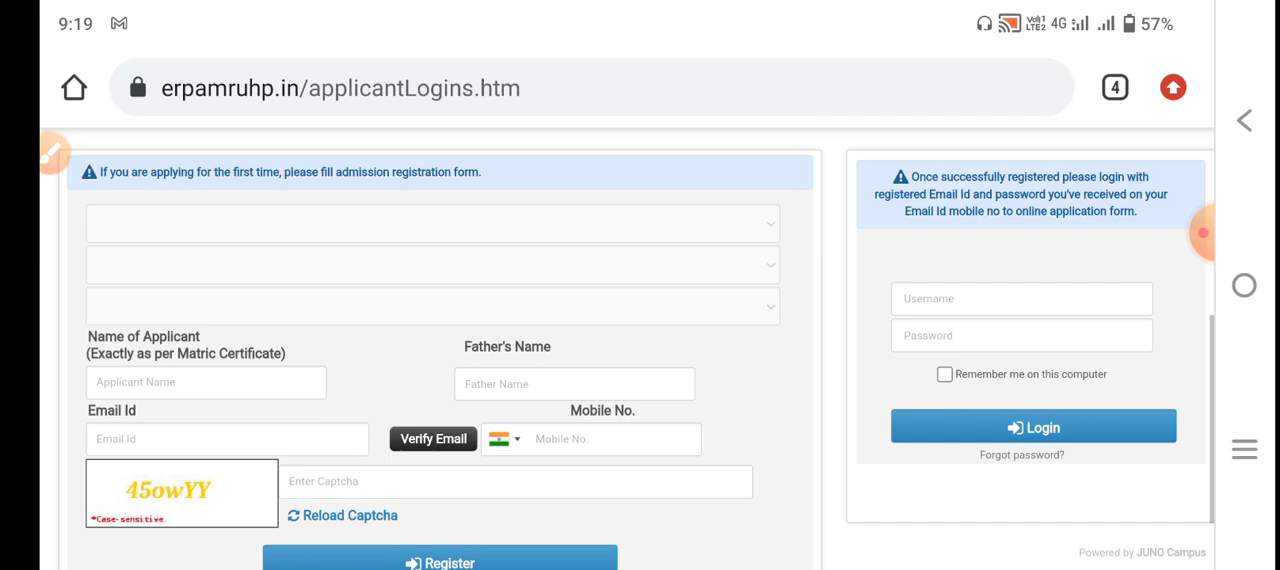 9:19
Vo)) 1
LTE2 4G 57%
erpamruhp.in/applicantLogins.htm
4
If you are applying for the first time, please fill admission registration form.
Name of Applicant
(Exactly as per Matric Certificate)
Father's Name
Applicant Name
Father Name
Email Id
Mobile No.
Email Id
Verify Email
Mobile No.
45owYY
*Case-sensitive.
Enter Captcha
Reload Captcha
Register
Once successfully registered please login with
registered Email Id and password you've received on your
Email Id mobile no to online application form.
Username
Password
Remember me on this computer
Login
Forgot password?
Powered by JUNO Campus